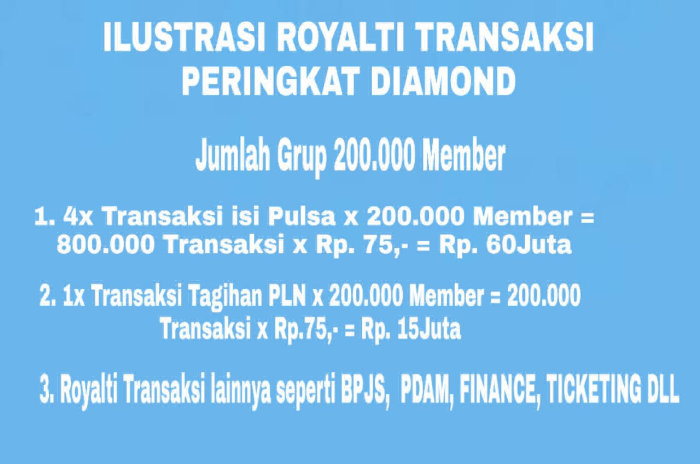 ILUSTRASI ROYALTI TRANSAKSI
PERINGKAT DIAMOND
Jumlah Grup 200.000 Member
1. 4x Transaksi isi Pulsa x 200.000 Member =
800.000 Transaksi x Rp. 75,- = Rp. 60Juta
2. 1x Transaksi Tagihan PLN x 200.000 Member = 200.000
Transaksi x Rp.75,- = Rp. 15Juta
3. Royalti Transaksi lainnya seperti BPJS, PDAM, FINANCE, TICKETING DLL